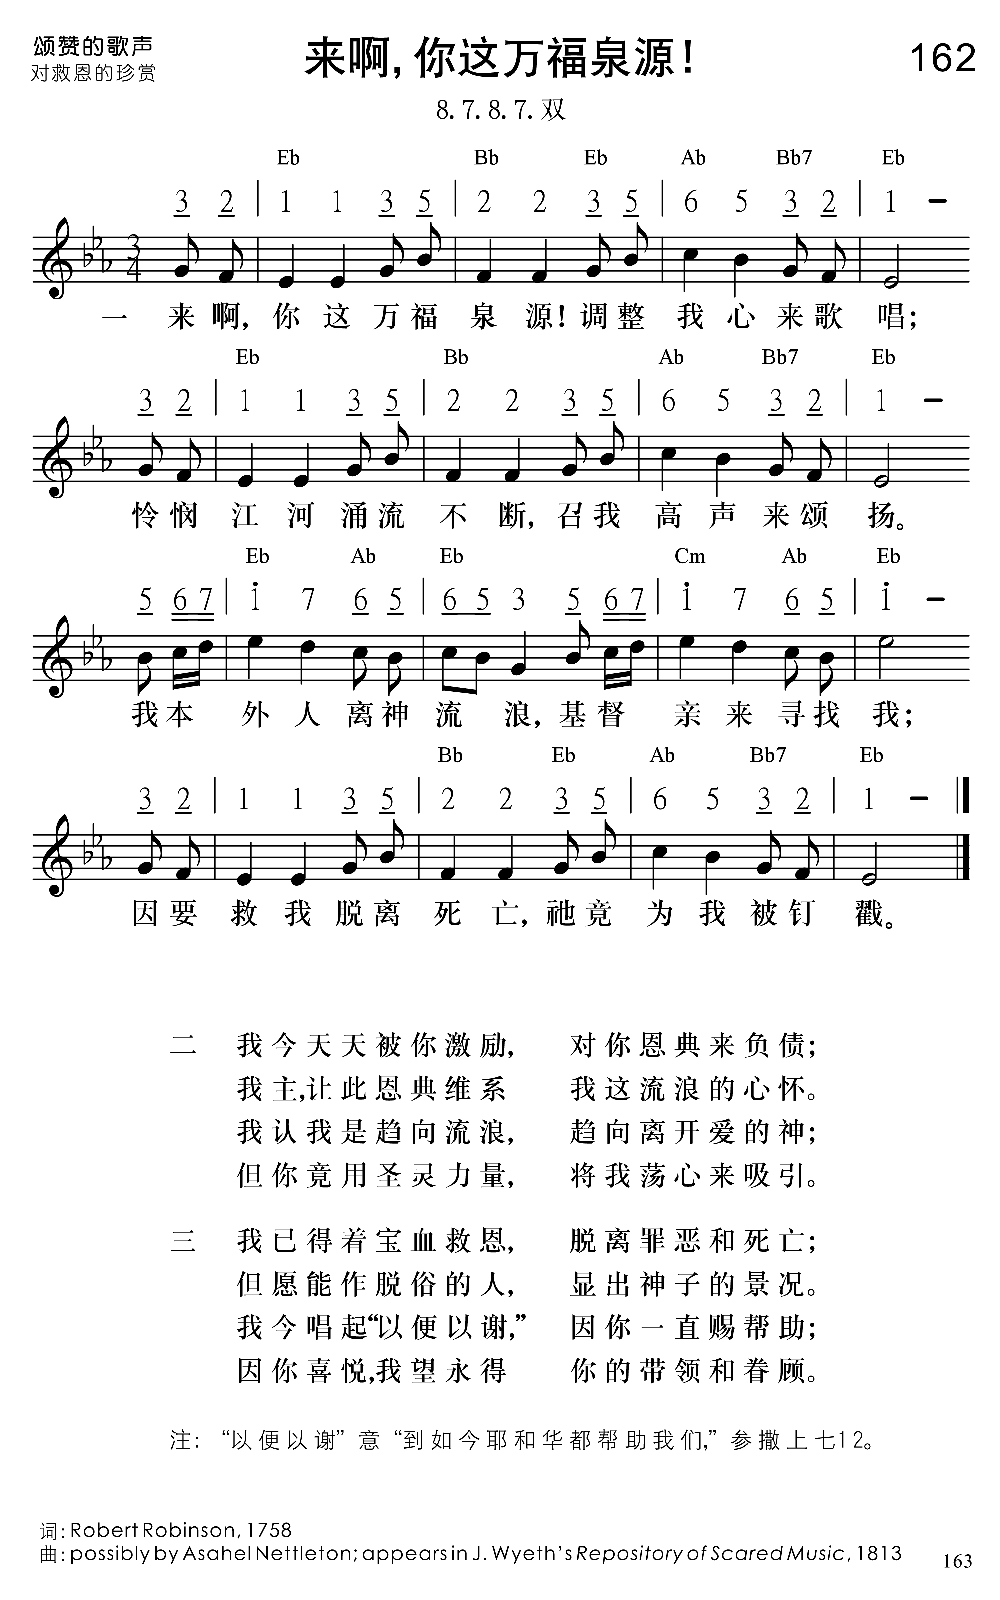 颂赞的歌声
对救恩的珍赏
来啊,你这万福泉源!
162
8.7.8.7.双
Eb Bb Eb Ab Bb7 Eb
3 2 | 1 1 3 5 | 2 2 3 5 | 6 5 3 2 | 1 –
3 4
一 来啊,你这万福泉源!调整我心来歌唱;
Eb Bb Ab Bb7 Eb
3 2 | 1 1 3 5 | 2 2 3 5 | 6 5 3 2 | 1 –
怜悯江河涌流不断,召我高声来颂扬。
Eb Ab Eb Cm Ab Eb
5 6 7 | 1 7 6 5 | 6 5 3 5 6 7 | 1 7 6 5 | 1 –
我本外人离神流浪,基督亲来寻找我;
Bb Eb Ab Bb7 Eb
3 2 | 1 1 3 5 | 2 2 3 5 | 6 5 3 2 | 1 –
因要救我脱离死亡,祂竟为我被钉戳。
二 我今天天被你激励, 对你恩典来负债;
我主,让此恩典维系 我这流浪的心怀。
我认我是趋向流浪, 趋向离开爱的神;
但你竟用圣灵力量, 将我荡心来吸引。
三 我已得着宝血救恩, 脱离罪恶和死亡;
但愿能作脱俗的人, 显出神子的景况。
我今唱起“以便以谢,” 因你一直赐帮助;
因你喜悦,我望永得 你的带领和眷顾。
注: “以便以谢”意“到如今耶和华都帮助我们,”参撒上七12。
词: Robert Robinson, 1758
曲: possibly by Asahel Nettleton; appears in J. Wyeth's Repository of Scared Music, 1813
163